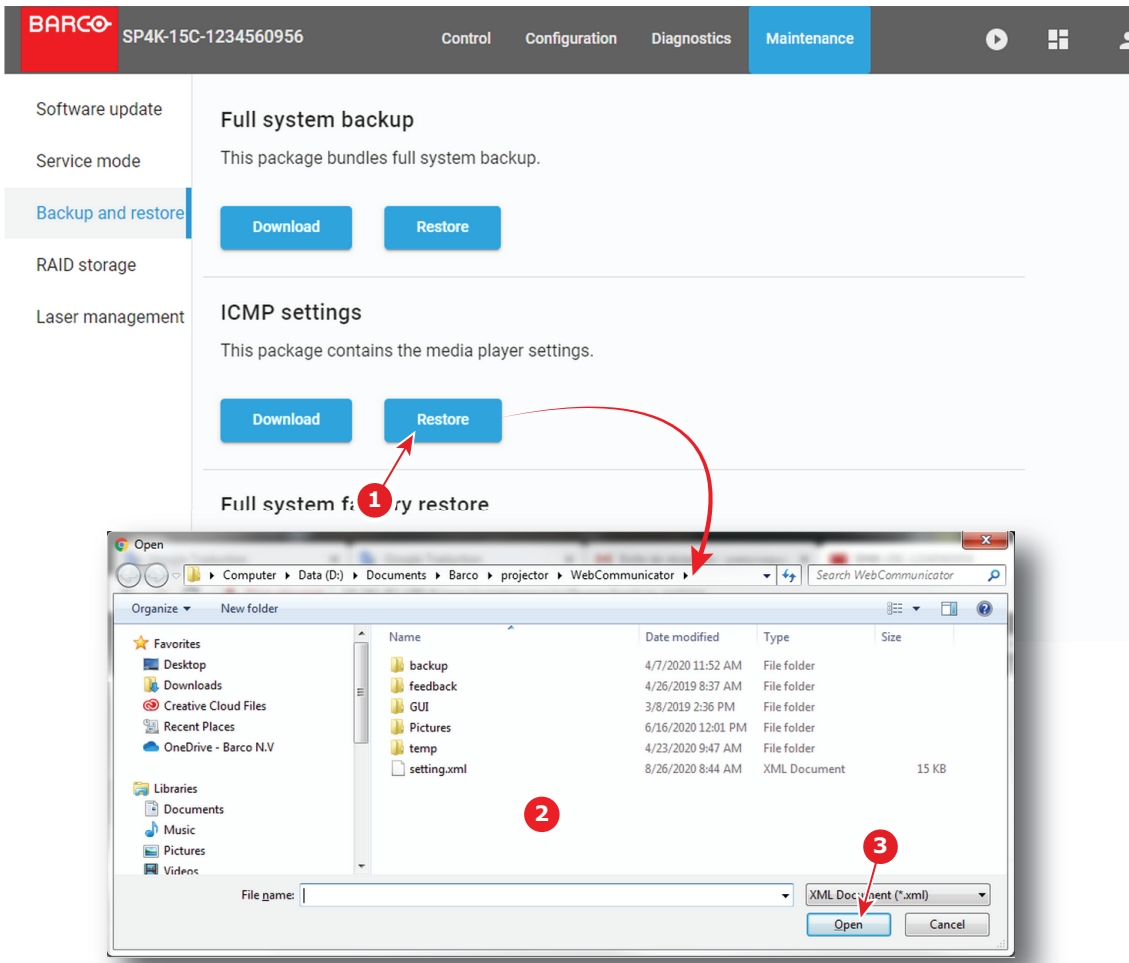 BARCO
SP4K-15C-1234560956
Control
Configuration
Diagnostics
Maintenance
Software update
Service mode
Backup and restore
RAID storage
Laser management
Full system backup
This package bundles full system backup.
Download
Restore
ICMP settings
This package contains the media player settings.
Download
Restore
1
Full system fa ry restore
Open
Computer Data (D:) Documents Barco projector WebCommunicator
Search WebCommunicator
Organize
New folder
Favorites
Desktop
Downloads
Creative Cloud Files
Recent Places
OneDrive - Barco N.V
Libraries
Documents
Music
Pictures
Videos
Name Date modified Type Size
backup 4/7/2020 11:52 AM File folder
feedback 4/26/2019 8:37 AM File folder
GUI 3/8/2019 2:36 PM File folder
Pictures 6/16/2020 12:01 PM File folder
temp 4/23/2020 9:47 AM File folder
setting.xml 8/26/2020 8:44 AM XML Document 15 KB
2
3
File name:
XML Document (*.xml)
Open
Cancel